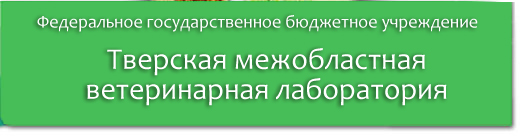 Федеральное государственное бюджетное учреждение
Тверская межобластная
ветеринарная лаборатория